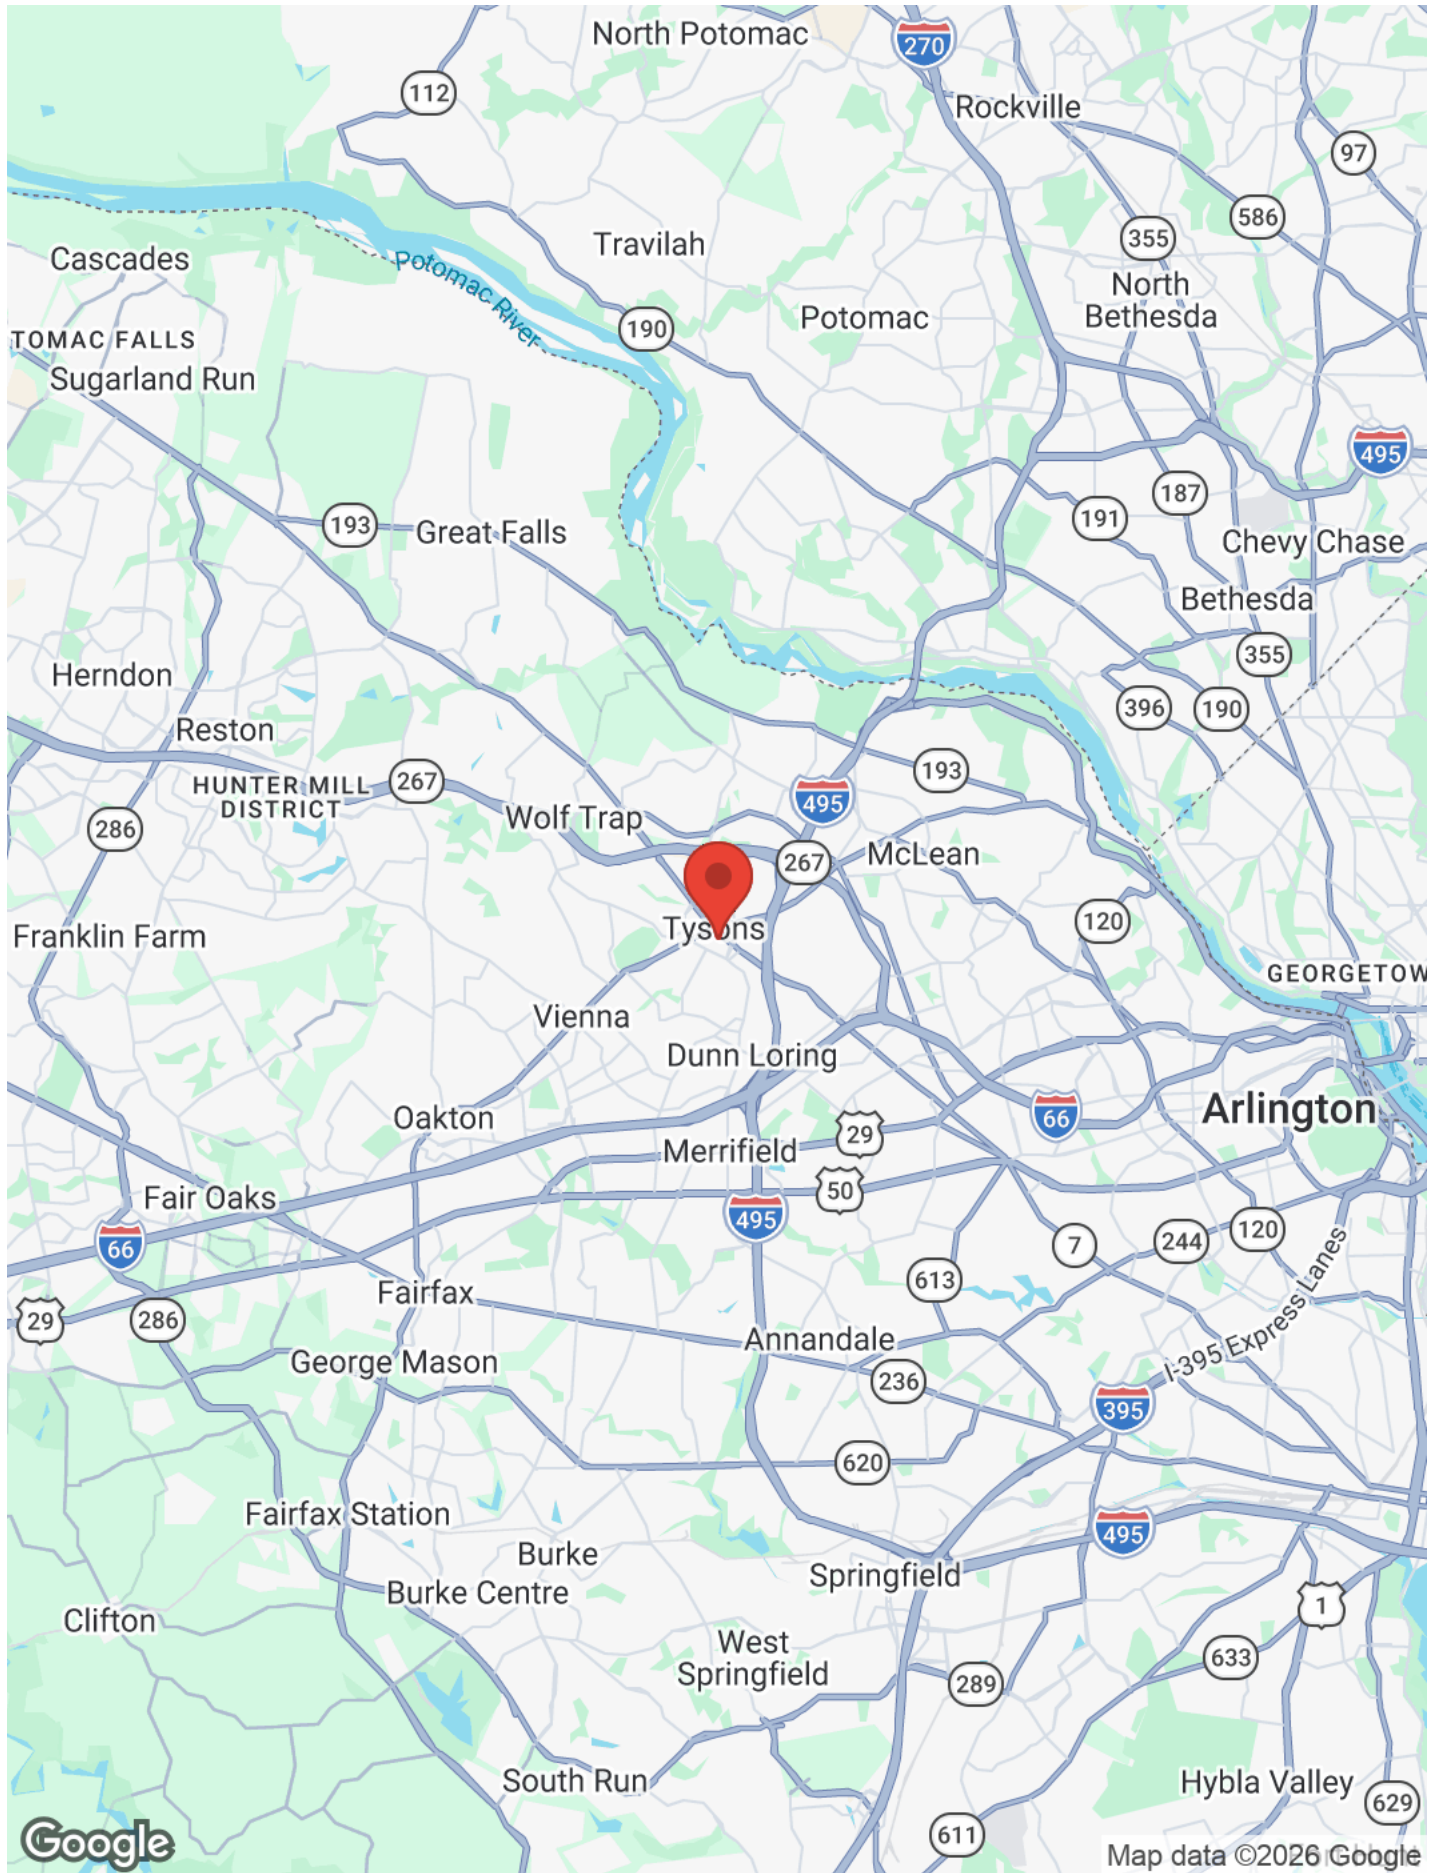 North Potomac
270
112
Rockville
97
586
355
Travilah
Cascades
Potomac River
North
Bethesda
Potomac
190
TOMAC FALLS
Sugarland Run
495
187
191
193
Great Falls
Chevy Chase
Bethesda
355
Herndon
396
190
Reston
193
267
HUNTER MILL
DISTRICT
495
286
Wolf Trap
McLean
267
120
Tysons
Franklin Farm
GEORGETOW
Vienna
Dunn Loring
Oakton
66
Arlington
29
Merrifield
50
Fair Oaks
495
66
7
244
120
613
Fairfax
29
286
Annandale
I-395 Express Lanes
George Mason
236
395
620
Fairfax Station
495
Burke
Springfield
Burke Centre
1
Clifton
West
Springfield
633
289
South Run
Hybla Valley
629
611
Google
Map data ©2026 Google